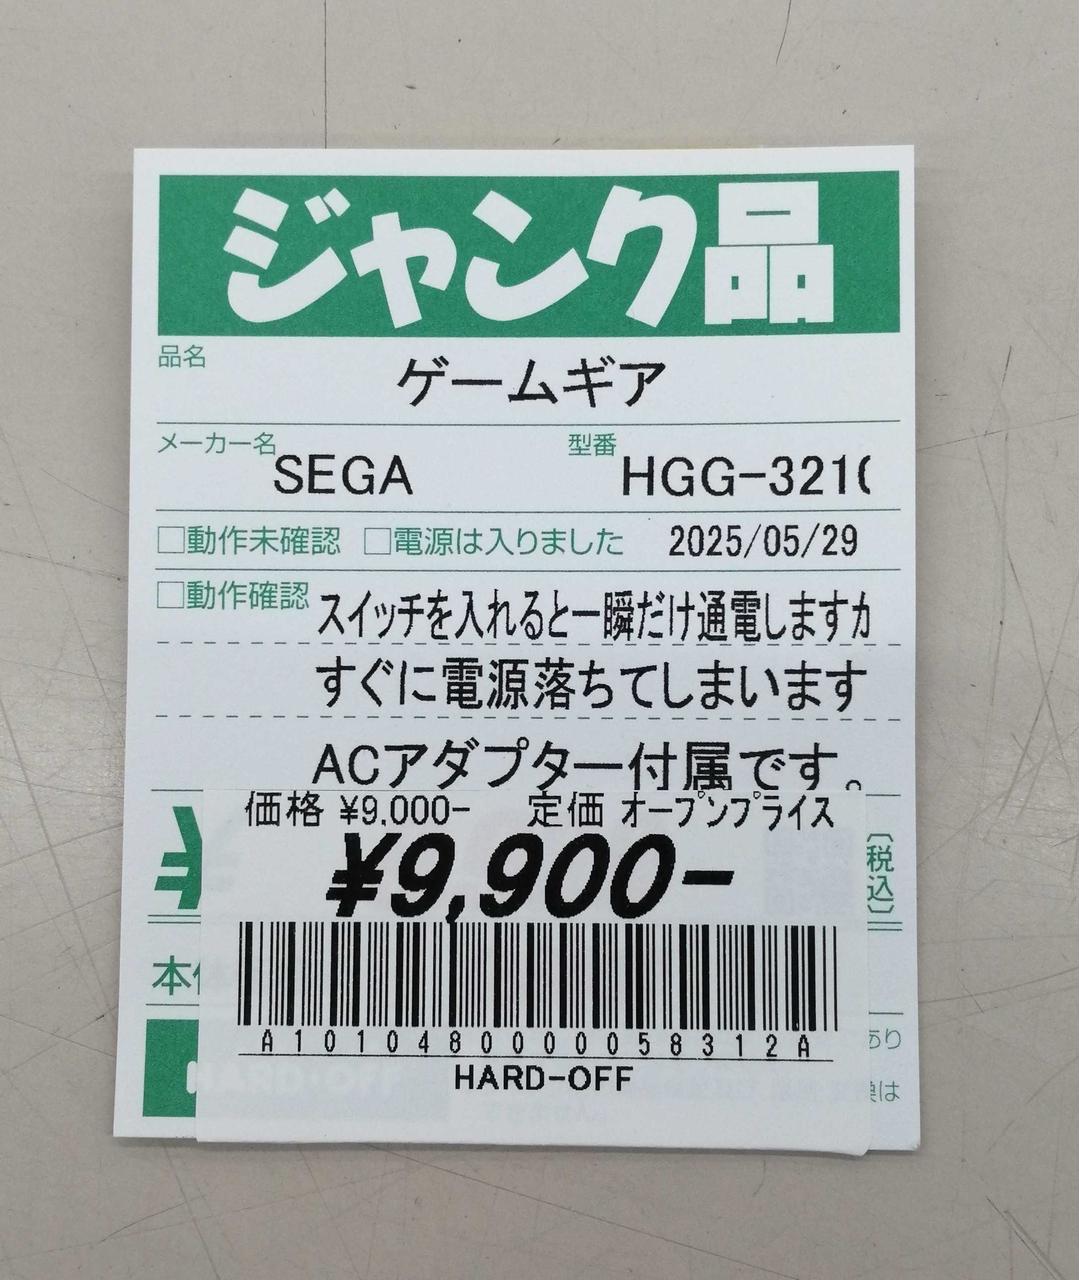 ジャンク品
品名
ゲームギア
メーカー名 SEGA 型番 HGG-321
□動作未確認 □電源は入りました 2025/05/29
□動作確認 スイッチを入れると一瞬だけ通電します
すぐに電源落ちてしまいます
ACアダプター付属です。
価格 ¥9,000- 定価 オープンプライス
¥9,900-
¥
〔税込〕
本
A101048000005８312A
HARD-OFF
あり
は